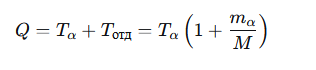 Q = T_α + T_отд = T_α (1 + m_α / M)